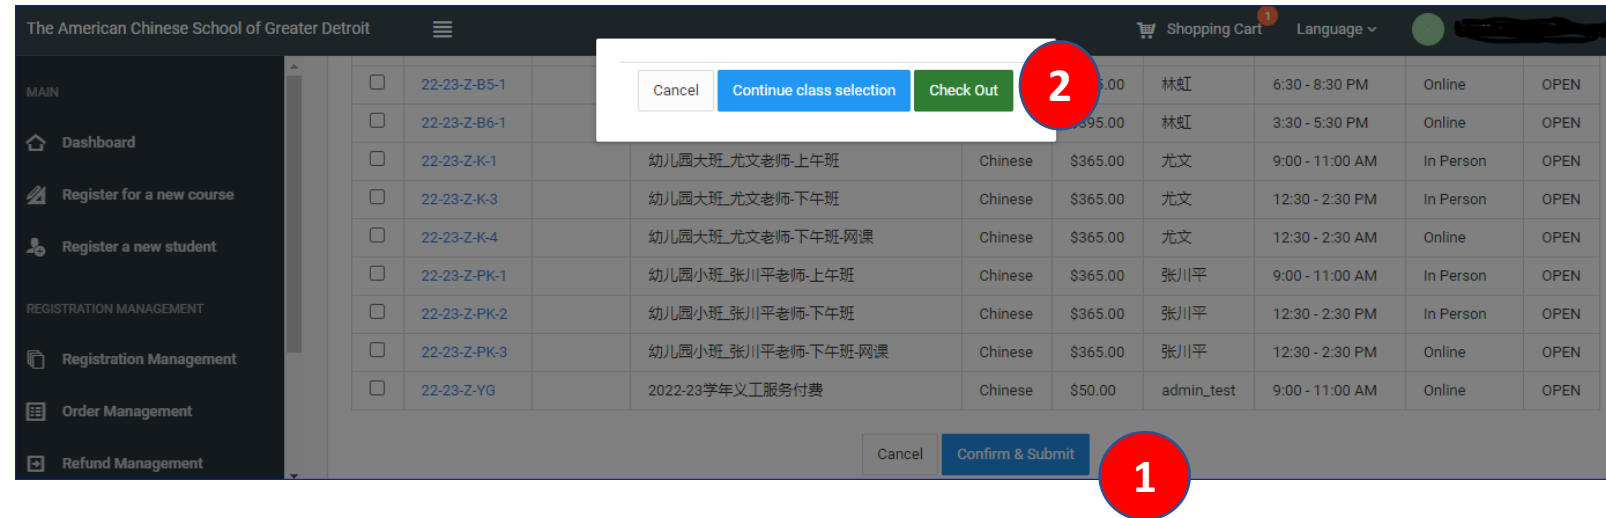 The American Chinese School of Greater Detroit
Shopping Cart 1 Language
MAIN
Dashboard
Register for a new course
Register a new student
REGISTRATION MANAGEMENT
Registration Management
Order Management
Refund Management
Cancel Continue class selection Check Out
2
22-23-Z-B5-1 林虹 6:30 - 8:30 PM Online OPEN
22-23-Z-B6-1 林虹 3:30 - 5:30 PM Online OPEN
22-23-Z-K-1 幼儿园大班_尤文老师-上午班 Chinese $365.00 尤文 9:00 - 11:00 AM In Person OPEN
22-23-Z-K-3 幼儿园大班_尤文老师-下午班 Chinese $365.00 尤文 12:30 - 2:30 PM In Person OPEN
22-23-Z-K-4 幼儿园大班_尤文老师-下午班-网课 Chinese $365.00 尤文 12:30 - 2:30 AM Online OPEN
22-23-Z-PK-1 幼儿园小班_张川平老师-上午班 Chinese $365.00 张川平 9:00 - 11:00 AM In Person OPEN
22-23-Z-PK-2 幼儿园小班_张川平老师-下午班 Chinese $365.00 张川平 12:30 - 2:30 PM In Person OPEN
22-23-Z-PK-3 幼儿园小班_张川平老师-下午班-网课 Chinese $365.00 张川平 12:30 - 2:30 PM Online OPEN
22-23-Z-YG 2022-23学年义工服务付费 Chinese $50.00 admin_test 9:00 - 11:00 AM Online OPEN
Cancel Confirm & Submit
1